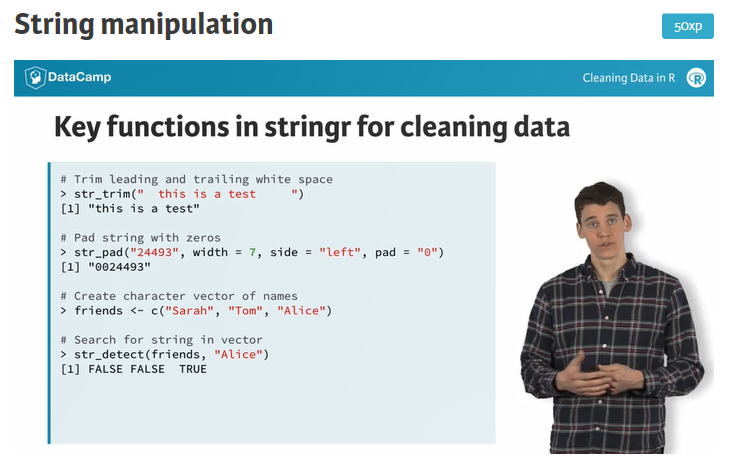 String manipulation
50xp
DataCamp
Cleaning Data in R
R
Key functions in stringr for cleaning data
# Trim leading and trailing white space
> str_trim("  this is a test     ")
[1] "this is a test"
# Pad string with zeros
> str_pad("24493", width = 7, side = "left", pad = "0")
[1] "0024493"
# Create character vector of names
> friends <- c("Sarah", "Tom", "Alice")
# Search for string in vector
> str_detect(friends, "Alice")
[1] FALSE FALSE  TRUE